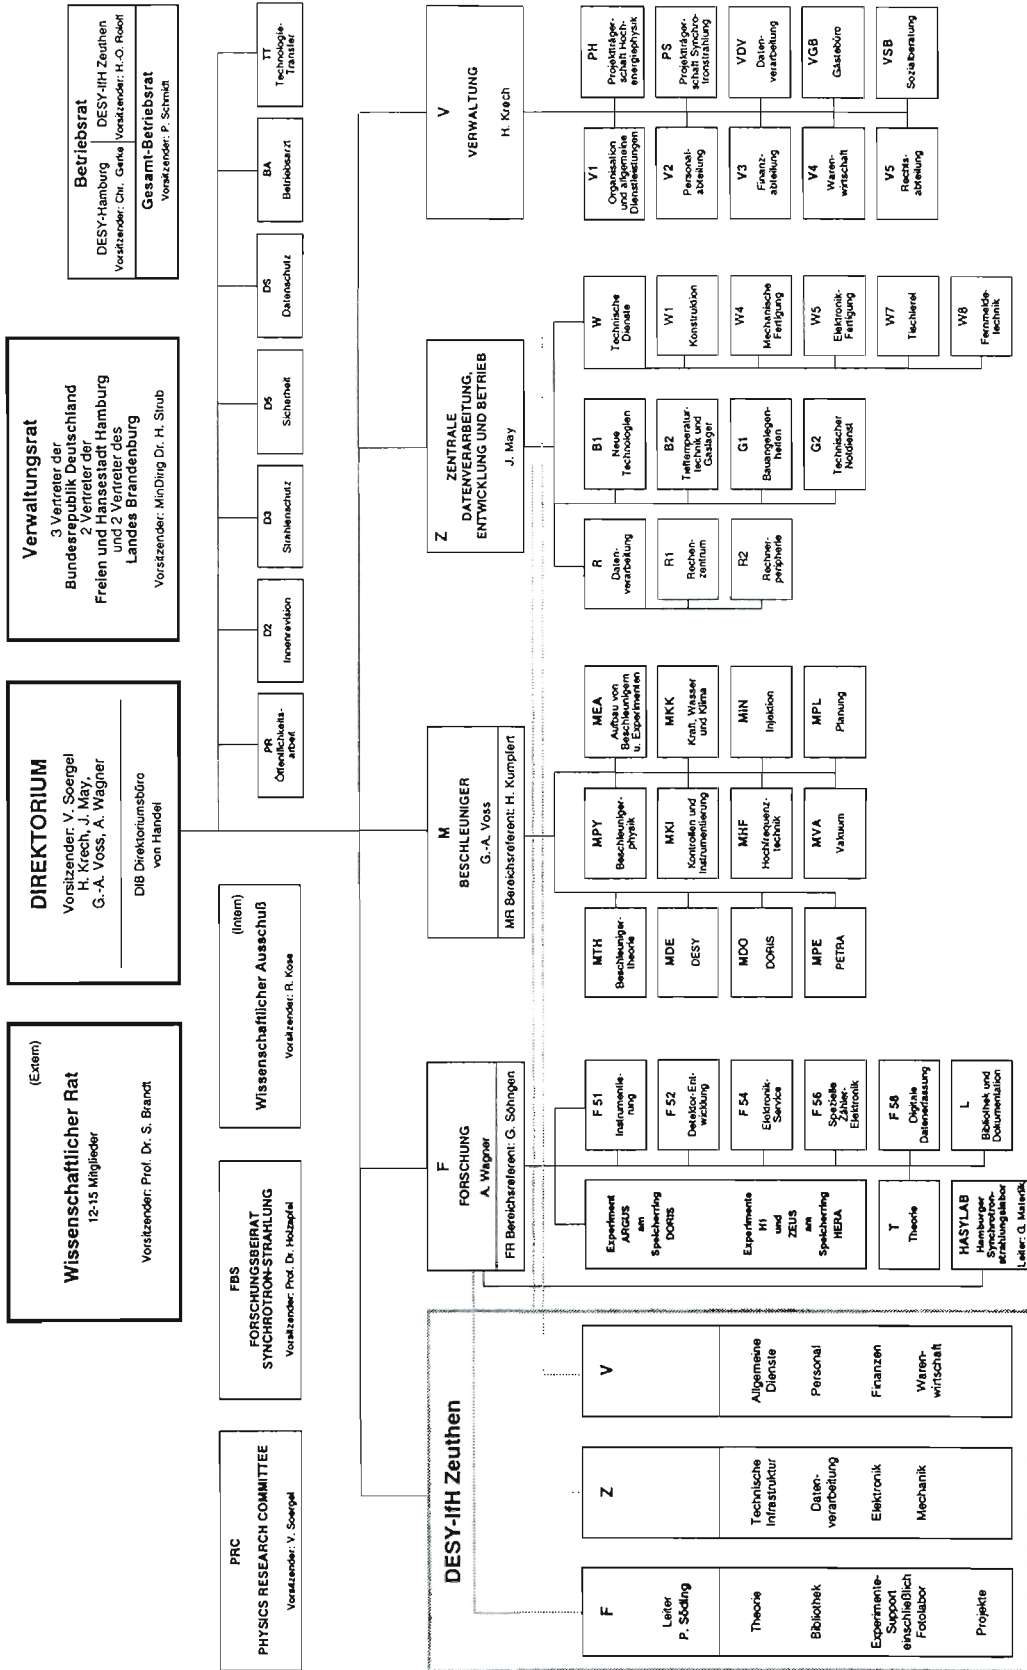 (Extern)
Wissenschaftlicher Rat
12-15 Mitglieder
Vorsitzender: Prof. Dr. S. Brandt
DIREKTORIUM
Vorsitzender: V. Soergel
H. Krech, J. May,
G.-A. Voss, A. Wagner
DIB Direktoriumsbüro
von Handel
Verwaltungsrat
3 Vertreter der
Bundesrepublik Deutschland
2 Vertreter der
Freien und Hansestadt Hamburg
und 2 Vertreter des
Landes Brandenburg
Vorsitzender: MinDirig Dr. H. Strub
Betriebsrat
DESY-Hamburg
Vorsitzender: Chr. Gerke
DESY-IfH Zeuthen
Vorsitzender: H.-O. Roloff
Gesamt-Betriebsrat
Vorsitzender: P. Schmidt
PRC
PHYSICS RESEARCH COMMITTEE
Vorsitzender: V. Soergel
FBS
FORSCHUNGSBEIRAT
SYNCHROTRON-STRAHLUNG
Vorsitzender: Prof. Dr. Holzapfel
(Intern)
Wissenschaftlicher Ausschuß
Vorsitzender: R. Kose
PR
Öffentlichkeits-
arbeit
D2
Innenrevision
D3
Strahlenschutz
D5
Sicherheit
DS
Datenschutz
BA
Betriebsarzt
TT
Technologie-
Transfer
DESY-IfH Zeuthen
F
Leiter
P. Söding
Theorie
Bibliothek
Experimente-
Support
einschließlich
Fotolabor
Projekte
Z
Technische
Infrastruktur
Daten-
verarbeitung
Elektronik
Mechanik
V
Allgemeine
Dienste
Personal
Finanzen
Waren-
wirtschaft
F
FORSCHUNG
A. Wagner
FR Bereichsreferent: G. Söhngen
Experiment
ARGUS
am
Speicherring
DORIS
Experimente
H1
und
ZEUS
am
Speicherring
HERA
T
Theorie
HASYLAB
Hamburger
Synchrotron-
strahlungslabor
Leiter: G. Materlik
F 51
Instrumentie-
rung
F 52
Detektor-Ent-
wicklung
F 54
Elektronik-
Service
F 56
Spezielle
Zähler-
Elektronik
F 58
Digitale
Datenerfassung
L
Bibliothek und
Dokumentation
M
BESCHLEUNIGER
G.-A. Voss
MR Bereichsreferent: H. Kumpfert
MTH
Beschleuniger-
theorie
MDE
DESY
MDO
DORIS
MPE
PETRA
MPY
Beschleuniger-
physik
MKI
Kontrollen und
Instrumentierung
MHF
Hochfrequenz-
technik
MVA
Vakuum
MEA
Aufbau von
Beschleunigern
u. Experimenten
MKK
Kraft, Wasser
und Klima
MIN
Injektion
MPL
Planung
Z
ZENTRALE
DATENVERARBEITUNG,
ENTWICKLUNG UND BETRIEB
J. May
R
Daten-
verarbeitung
R1
Rechen-
zentrum
R2
Rechner-
peripherie
B1
Neue
Technologien
B2
Tieftemperatur-
technik und
Gaslager
G1
Bauangelegen-
heiten
G2
Technischer
Notdienst
W
Technische
Dienste
W1
Konstruktion
W4
Mechanische
Fertigung
W5
Elektronik-
Fertigung
W7
Tischlerei
W8
Fernmelde-
technik
V
VERWALTUNG
H. Krech
V1
Organisation
und allgemeine
Dienstleistungen
V2
Personal-
abteilung
V3
Finanz-
abteilung
V4
Waren-
wirtschaft
V5
Rechts-
abteilung
PH
Projektträger-
schaft Hoch-
energiephysik
PS
Projektträger-
schaft Synchro-
tronstrahlung
VDV
Daten-
verarbeitung
VGB
Gästebüro
VSB
Sozialberatung